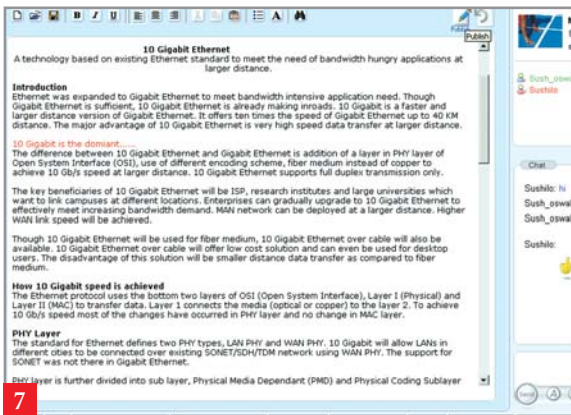 B I U
Publish
Publish
10 Gigabit Ethernet
A technology based on existing Ethernet standard to meet the need of bandwidth hungry applications at
larger distance.
Introduction
Ethernet was expanded to Gigabit Ethernet to meet bandwidth intensive application need. Though
Gigabit Ethernet is sufficient, 10 Gigabit Ethernet is already making inroads. 10 Gigabit is a faster and
larger distance version of Gigabit Ethernet. It offers ten times the speed of Gigabit Ethernet up to 40 KM
distance. The major advantage of 10 Gigabit Ethernet is very high speed data transfer at larger distance.
10 Gigabit is the domiant......
The difference between 10 Gigabit Ethernet and Gigabit Ethernet is addition of a layer in PHY layer of
Open System Interface (OSI), use of different encoding scheme, fiber medium instead of copper to
achieve 10 Gb/s speed at larger distance. 10 Gigabit Ethernet supports full duplex transmission only.
The key beneficiaries of 10 Gigabit Ethernet will be ISP, research institutes and large universities which
want to link campuses at different locations. Enterprises can gradually upgrade to 10 Gigabit Ethernet to
effectively meet increasing bandwidth demand. MAN network can be deployed at a larger distance. Higher
WAN link speed will be achieved.
Though 10 Gigabit Ethernet will be used for fiber medium, 10 Gigabit Ethernet over cable will also be
available. 10 Gigabit Ethernet over cable will offer low cost solution and can even be used for desktop
users. The disadvantage of this solution will be smaller distance data transfer as compared to fiber
medium.
How 10 Gigabit speed is achieved
The Ethernet protocol uses the bottom two layers of OSI (Open System Interface), Layer I (Physical) and
Layer II (MAC) to transfer data. Layer 1 connects the media (optical or copper) to the layer 2. To achieve
10 Gb/s speed most of the changes have occurred in PHY layer and no change in MAC layer.
PHY Layer
The standard for Ethernet defines two PHY types, LAN PHY and WAN PHY. 10 Gigabit will allow LANs in
different cities to be connected over existing SONET/SDH/TDM network using WAN PHY. The support for
SONET was not there in Gigabit Ethernet.
PHY layer is further divided into sub layer, Physical Media Dependant (PMD) and Physical Coding Sublayer
7
Sush_oswa
Sushilo
Chat
Sushilo: hi
Sush_oswal
Sush_oswal
Sushilo:
Send
A